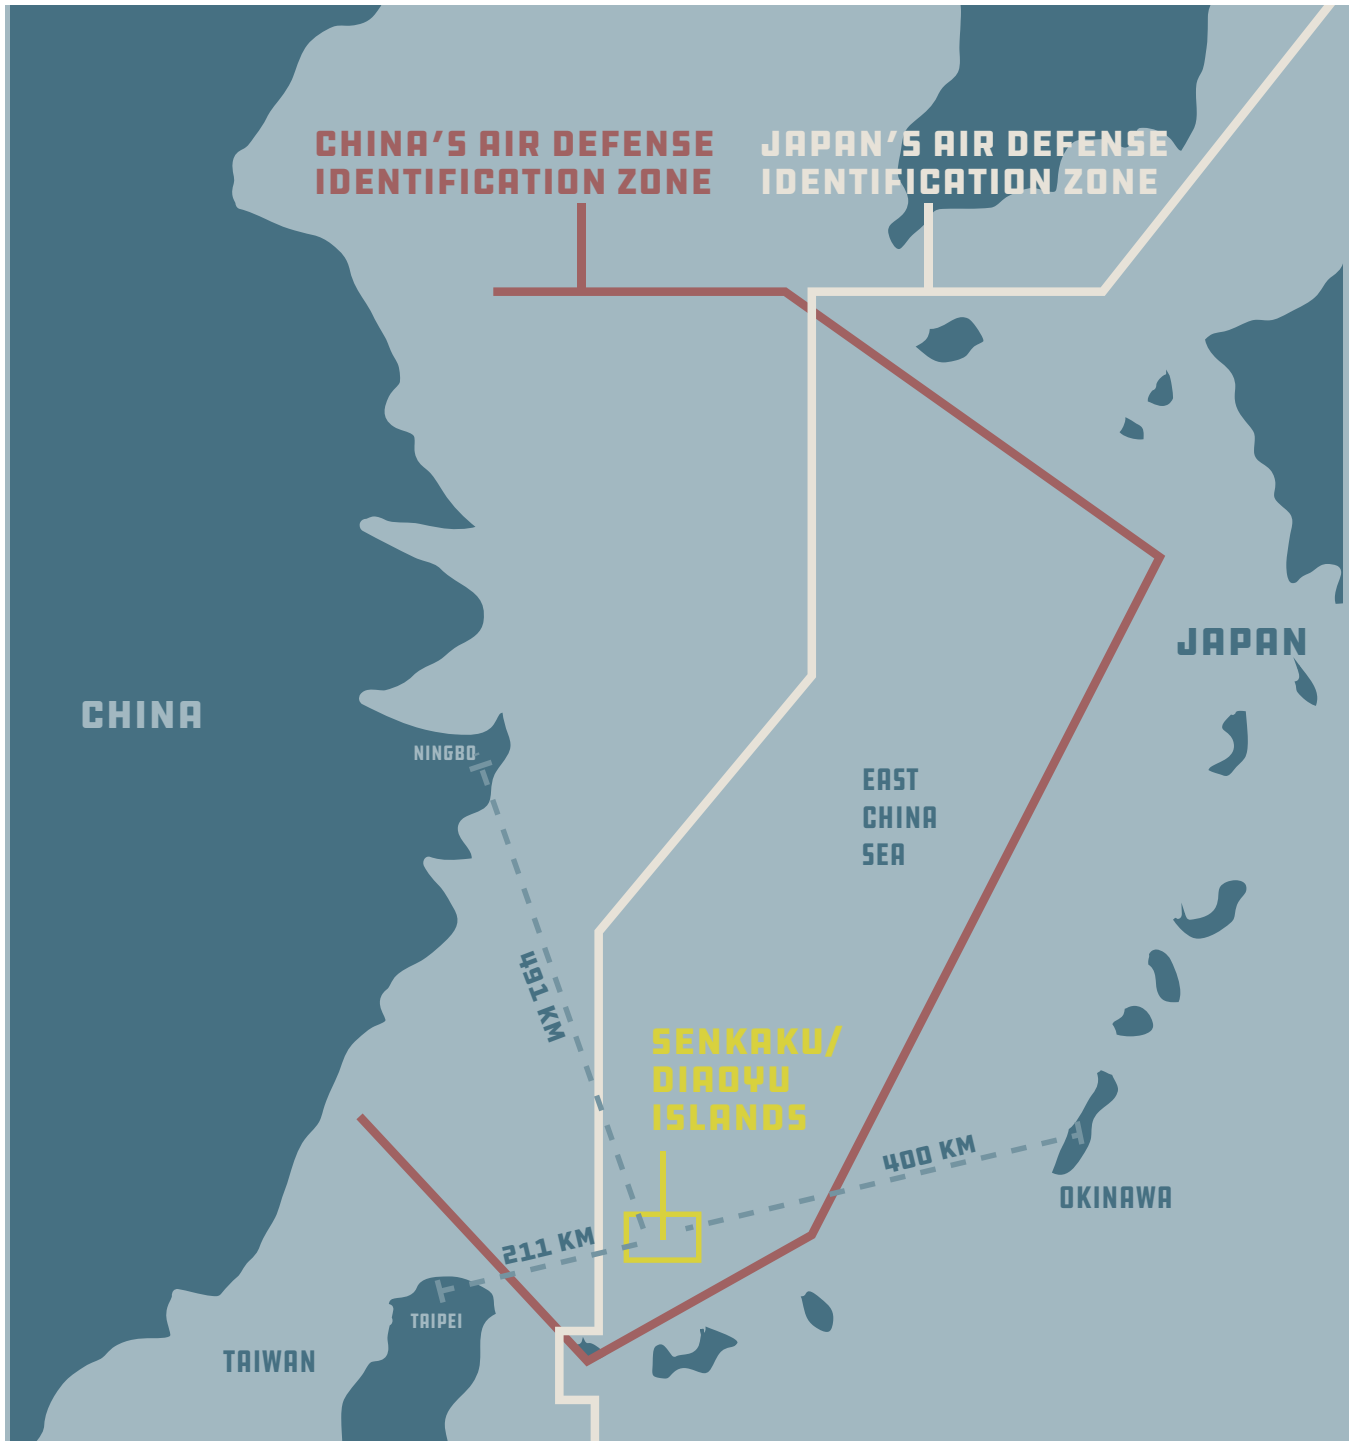 CHINA'S AIR DEFENSE
IDENTIFICATION ZONE
JAPAN'S AIR DEFENSE
IDENTIFICATION ZONE
JAPAN
CHINA
NINGBO
EAST
CHINA
SEA
491 KM
SENKAKU/
DIAOYU
ISLANDS
400 KM
OKINAWA
211 KM
TAIPEI
TAIWAN